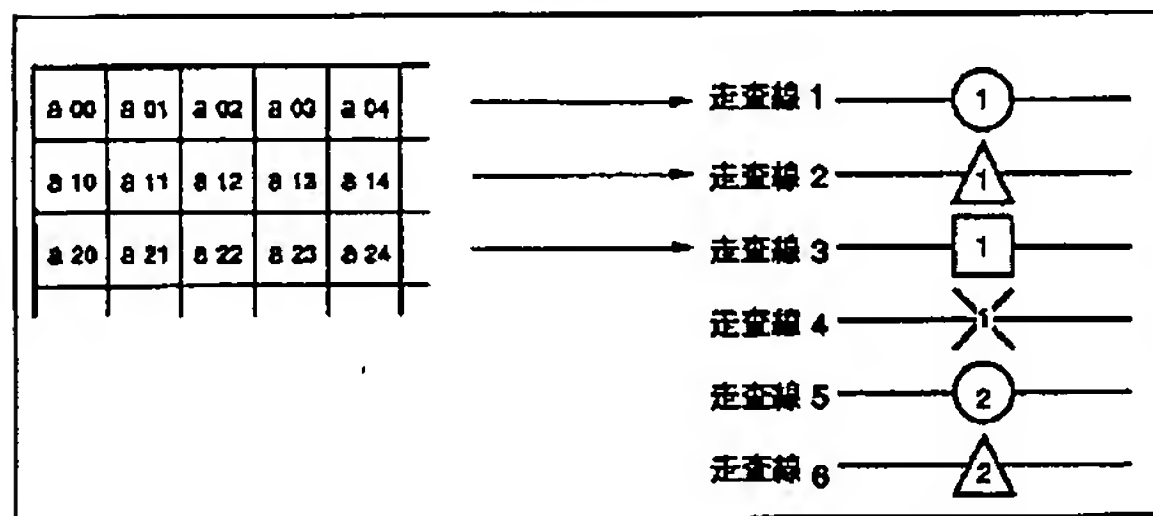 a 00 a 01 a 02 a 03 a 04 走査線 1 1
a 10 a 11 a 12 a 13 a 14 走査線 2 1
a 20 a 21 a 22 a 23 a 24 走査線 3 1
走査線 4 1
走査線 5 2
走査線 6 2